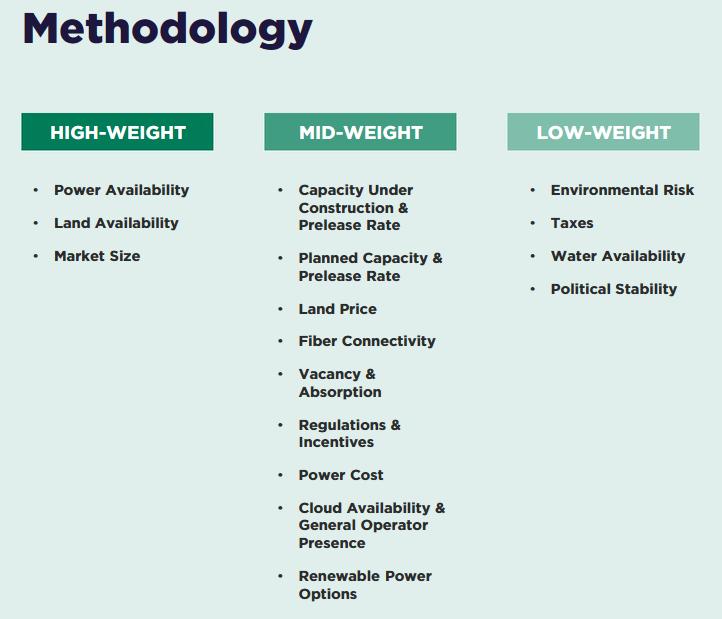 Methodology
HIGH-WEIGHT
• Power Availability
• Land Availability
• Market Size
MID-WEIGHT
• Capacity Under
Construction &
Prelease Rate
• Planned Capacity &
Prelease Rate
• Land Price
• Fiber Connectivity
• Vacancy &
Absorption
• Regulations &
Incentives
• Power Cost
• Cloud Availability &
General Operator
Presence
• Renewable Power
Options
LOW-WEIGHT
• Environmental Risk
• Taxes
• Water Availability
• Political Stability